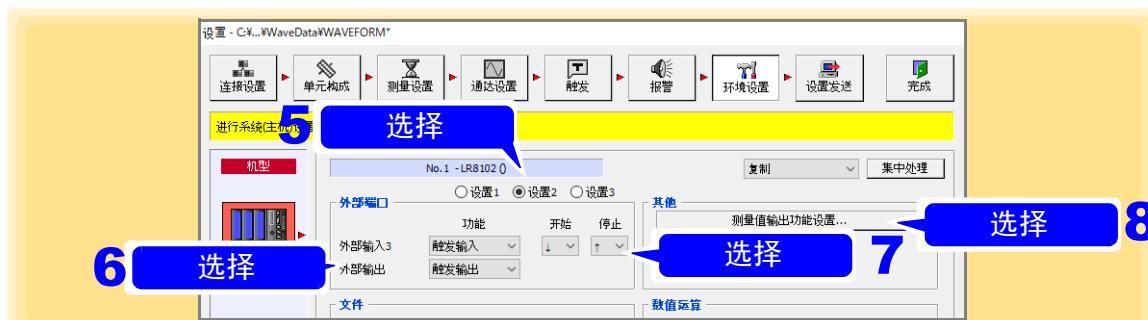 设置 - C:¥...¥WaveData¥WAVEFORM*
连接设置 单元构成 测量设置 通达设置 触发 报警 环境设置 设置发送 完成
进行系统(主机)设置
5 选择
机型
No.1 - LR8102 ()
复制 集中处理
设置1 设置2 设置3
外部端口
功能 开始 停止
外部输入3 触发输入 ↓ ↑
外部输出 触发输出
6 选择
7 选择
其他
测量值输出功能设置...
8 选择
文件
数值运算